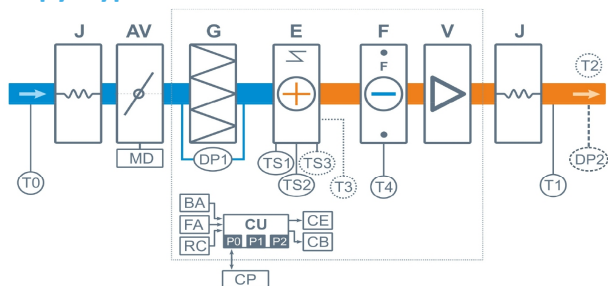 J AV G E F V J
F
T2
MD
DP1
TS1 TS3
TS2
T3
T0
T4
T1
DP2
BA
FA
RC
CU
P0 P1 P2
CE
CB
CP